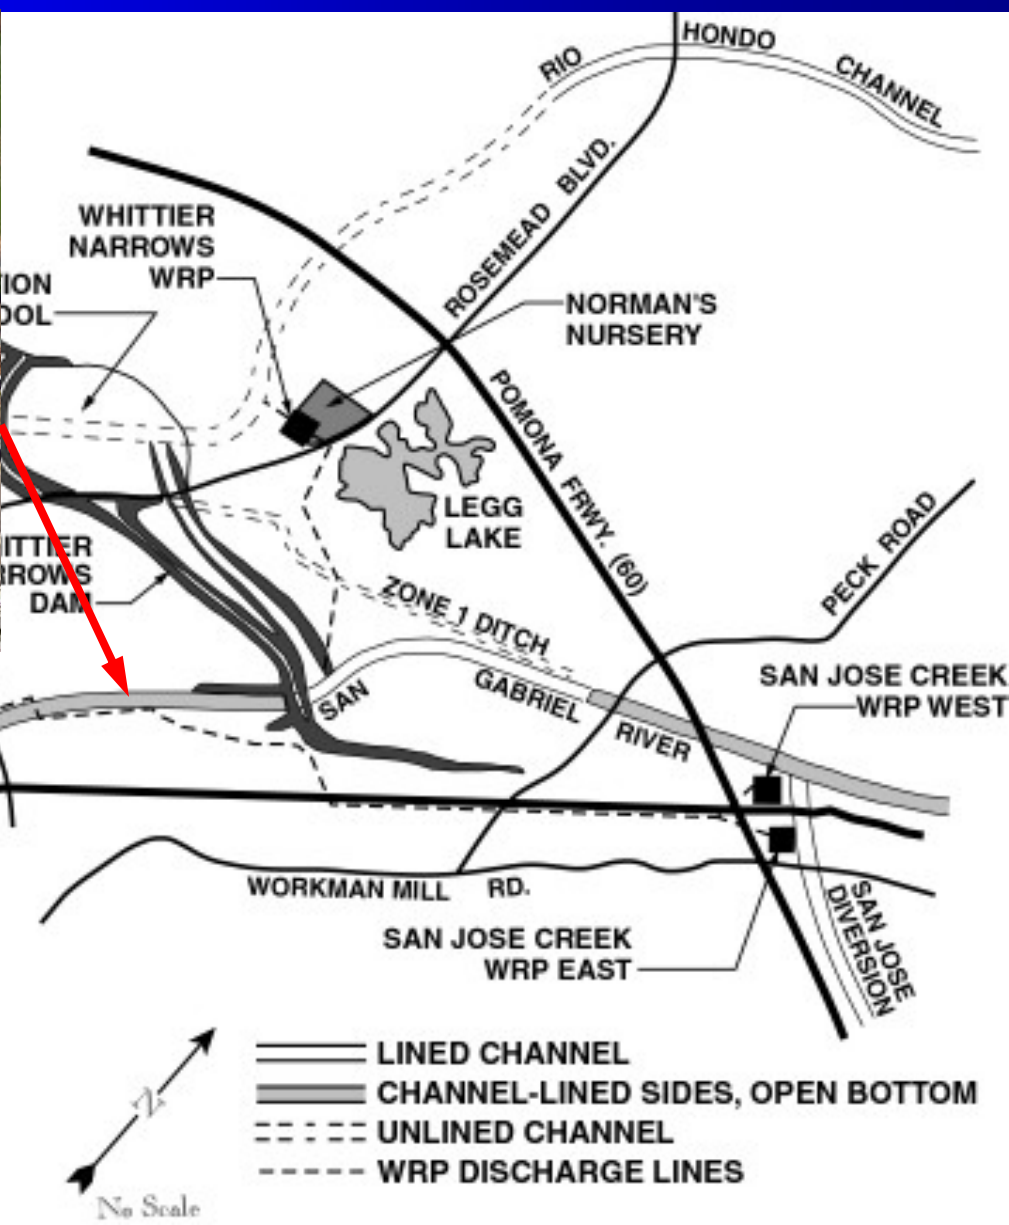 RIO
HONDO
CHANNEL
ROSEMEAD BLVD.
WHITTIER
NARROWS
WRP
NORMAN'S
NURSERY
POMONA FRWY. (60)
LEGG
LAKE
DAM
ZONE 1 DITCH
PECK ROAD
SAN
GABRIEL
RIVER
SAN JOSE CREEK
WRP WEST
WORKMAN MILL RD.
SAN JOSE CREEK
WRP EAST
SAN JOSE
DIVERSION
LINED CHANNEL
CHANNEL-LINED SIDES, OPEN BOTTOM
UNLINED CHANNEL
WRP DISCHARGE LINES
N
No Scale